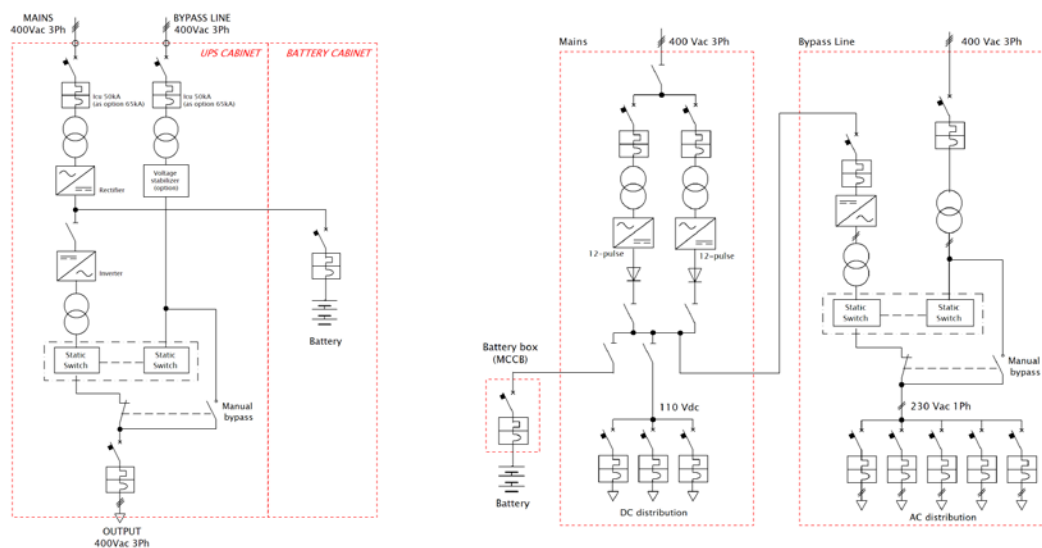 MAINS
400Vac 3Ph
BYPASS LINE
400Vac 3Ph
UPS CABINET
BATTERY CABINET
Icu 50kA
(as option 65kA)
Icu 50kA
(as option 65kA)
Rectifier
Voltage
stabilizer
(option)
Inverter
Battery
Static
Switch
Static
Switch
Manual
bypass
OUTPUT
400Vac 3Ph
Mains
400 Vac 3Ph
12-pulse
12-pulse
Battery box
(MCCB)
Battery
110 Vdc
DC distribution
Bypass Line
400 Vac 3Ph
Static
Switch
Static
Switch
Manual
bypass
230 Vac 1Ph
AC distribution